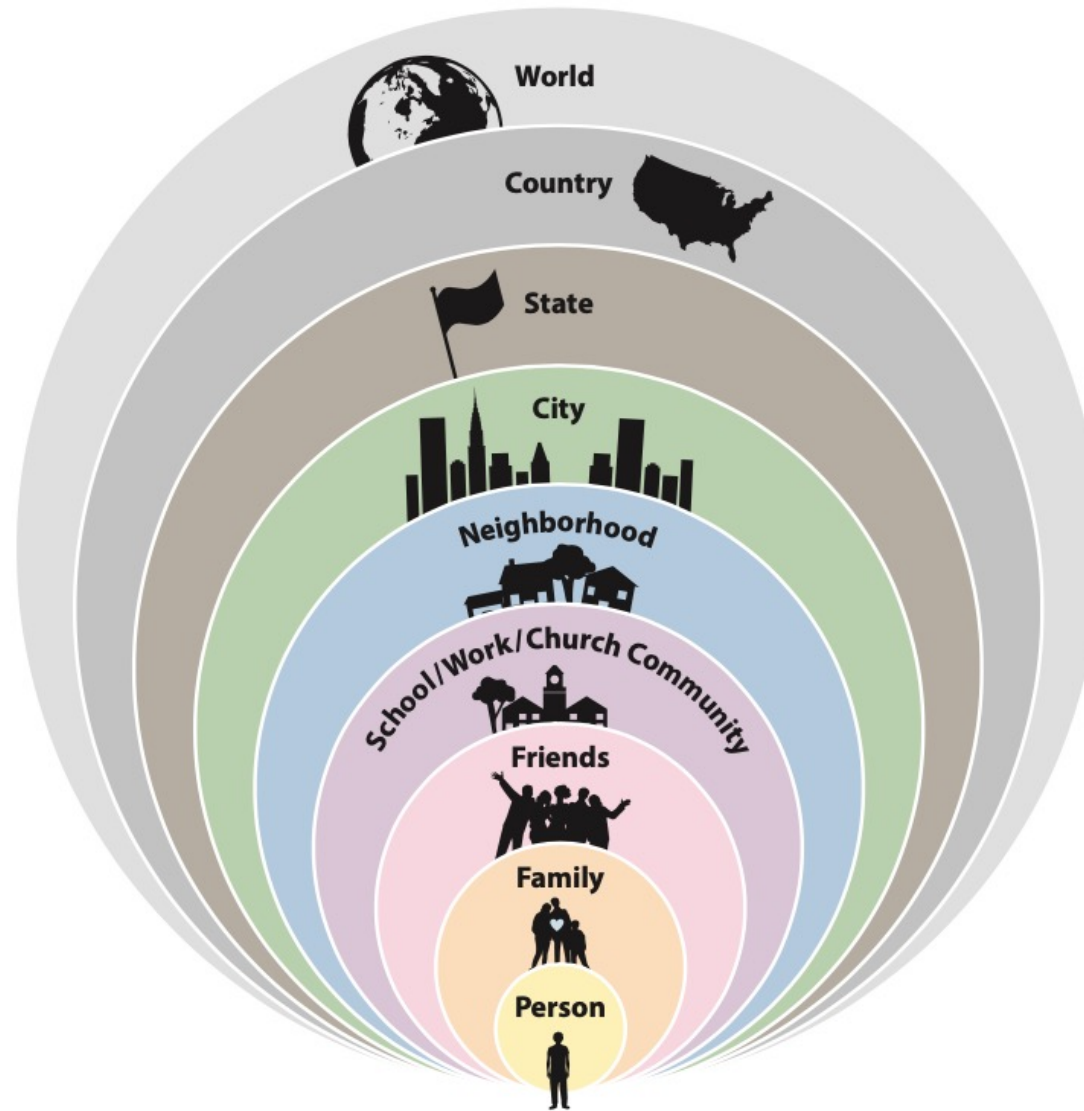 World
Country
State
City
Neighborhood
School/Work/Church Community
Friends
Family
Person